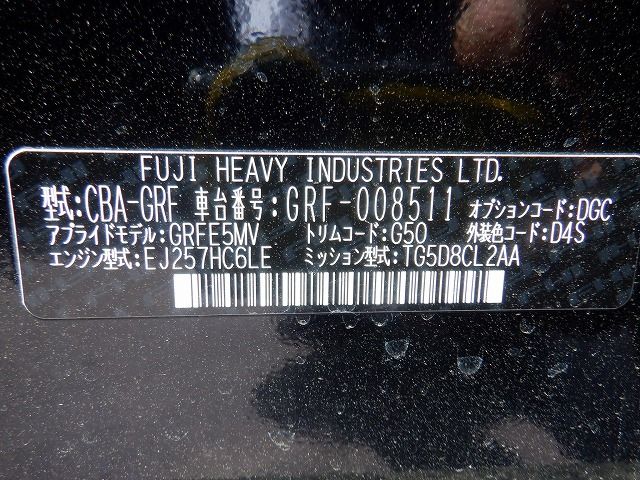 FUJI HEAVY INDUSTRIES LTD.
型式:CBA-GRF 車台番号:GRF-008511 オプションコード:DGC
アプライドモデル:GRFE5MV トリムコード:G50 外装色コード:D4S
エンジン型式:EJ257HC6LE ミッション型式:TG5D8CL2AA